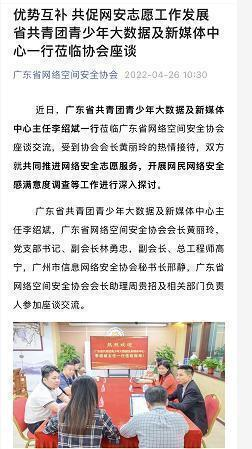 优势互补 共促网安志愿工作发展
省共青团青少年大数据及新媒体中
心一行莅临协会座谈
广东省网络空间安全协会 2022-04-26 10:30
近日,广东省共青团青少年大数据及新媒体
中心主任李绍斌一行莅临广东省网络空间安全协会
座谈交流。受到协会会长黄丽玲的热情接待,双方
就共同推进网络安全志愿服务,开展网民网络安全
感满意度调查等工作进行深入探讨。
广东省共青团青少年大数据及新媒体中心主
任李绍斌,广东省网络空间安全协会会长黄丽玲,
党支部书记、副会长林勇忠,副会长、总工程师高
宁,广州市信息网络安全协会秘书长邢静,广东省
网络空间安全协会会长助理周贵招及相关部门负责
人参加座谈交流。
热烈欢迎